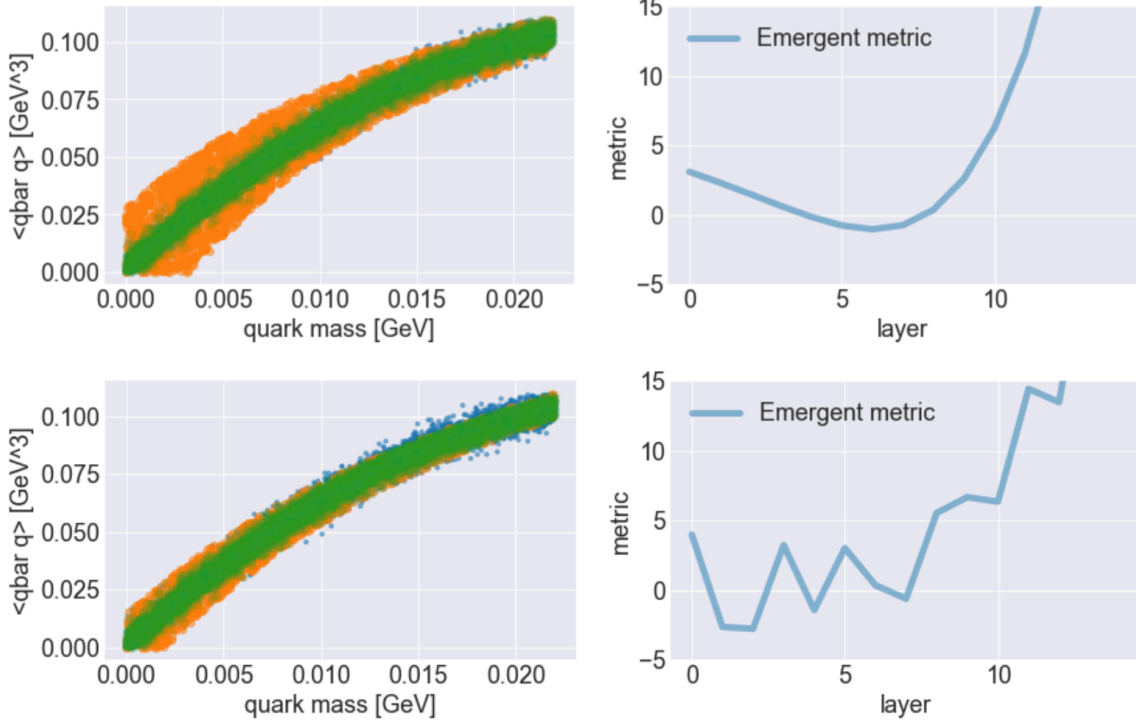 <qbar q> [GeV^3]
0.100
0.075
0.050
0.025
0.000
0.000 0.005 0.010 0.015 0.020
quark mass [GeV]
metric
15
10
5
0
−5
Emergent metric
0 5 10
layer
<qbar q> [GeV^3]
0.100
0.075
0.050
0.025
0.000
0.000 0.005 0.010 0.015 0.020
quark mass [GeV]
metric
15
10
5
0
−5
Emergent metric
0 5 10
layer